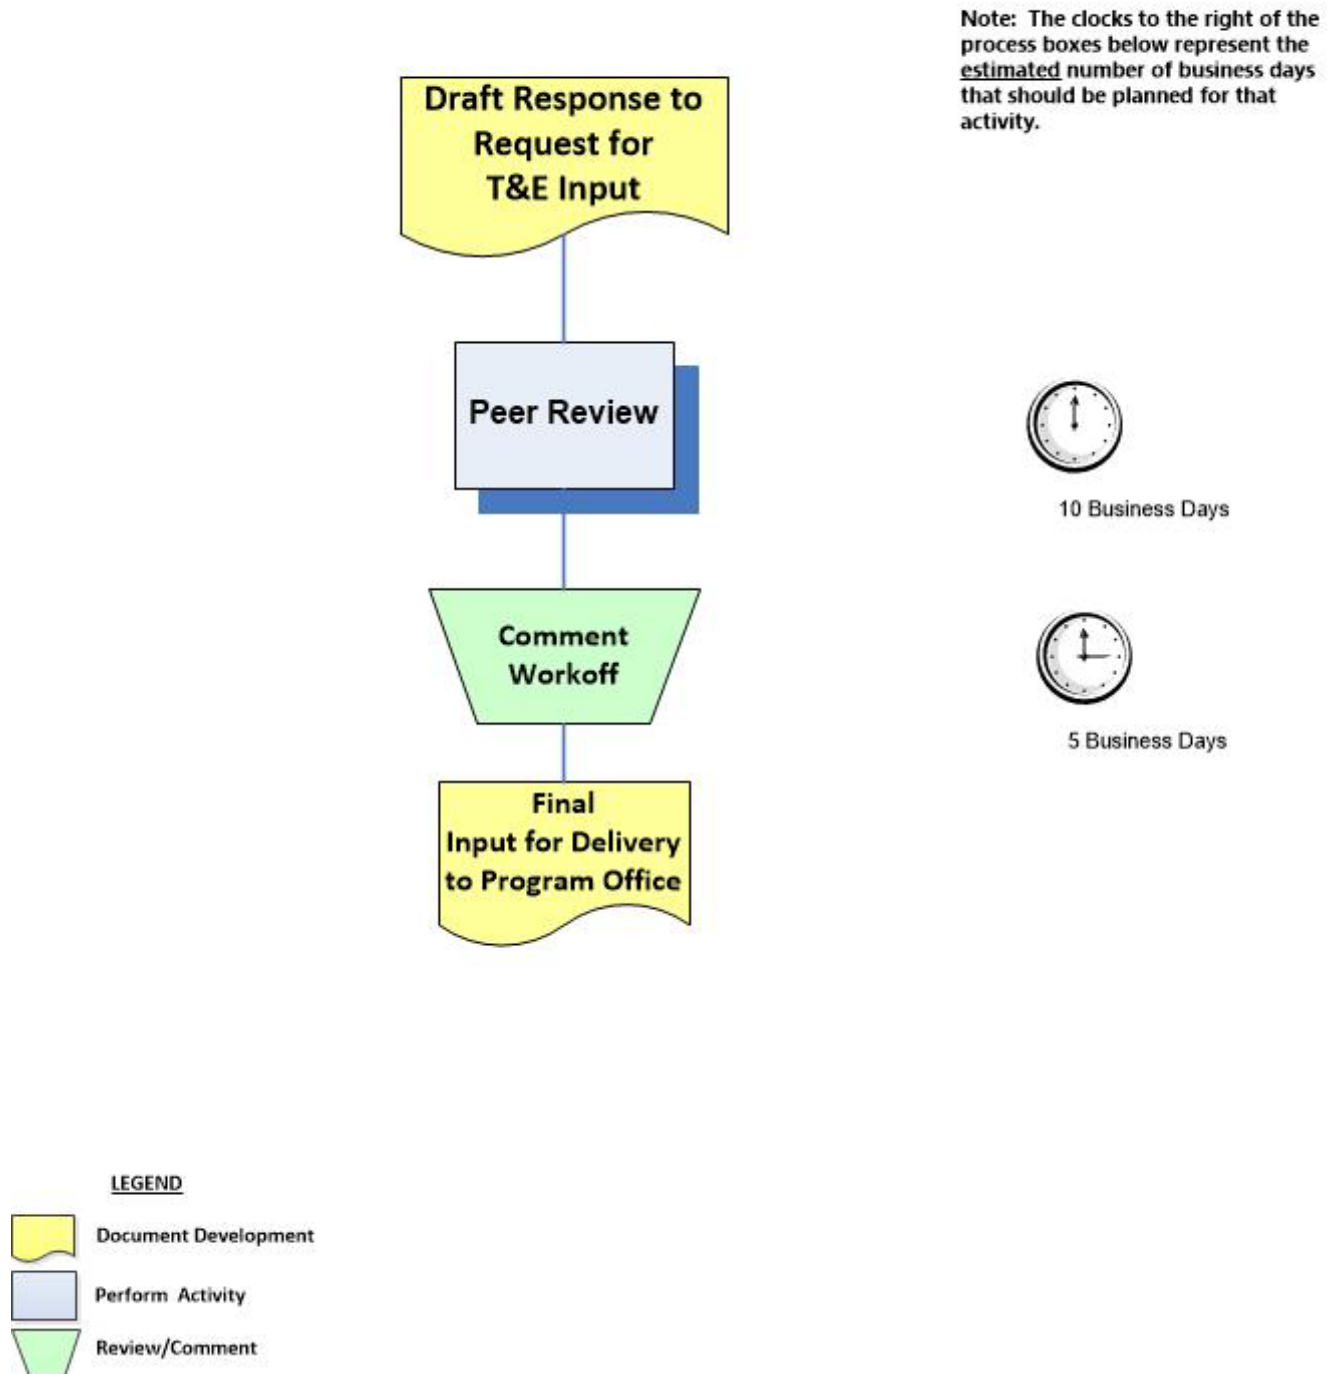 Note: The clocks to the right of the
process boxes below represent the
estimated number of business days
that should be planned for that
activity.
Draft Response to
Request for
T&E Input
Peer Review
10 Business Days
Comment
Workoff
5 Business Days
Final
Input for Delivery
to Program Office
LEGEND
Document Development
Perform Activity
Review/Comment